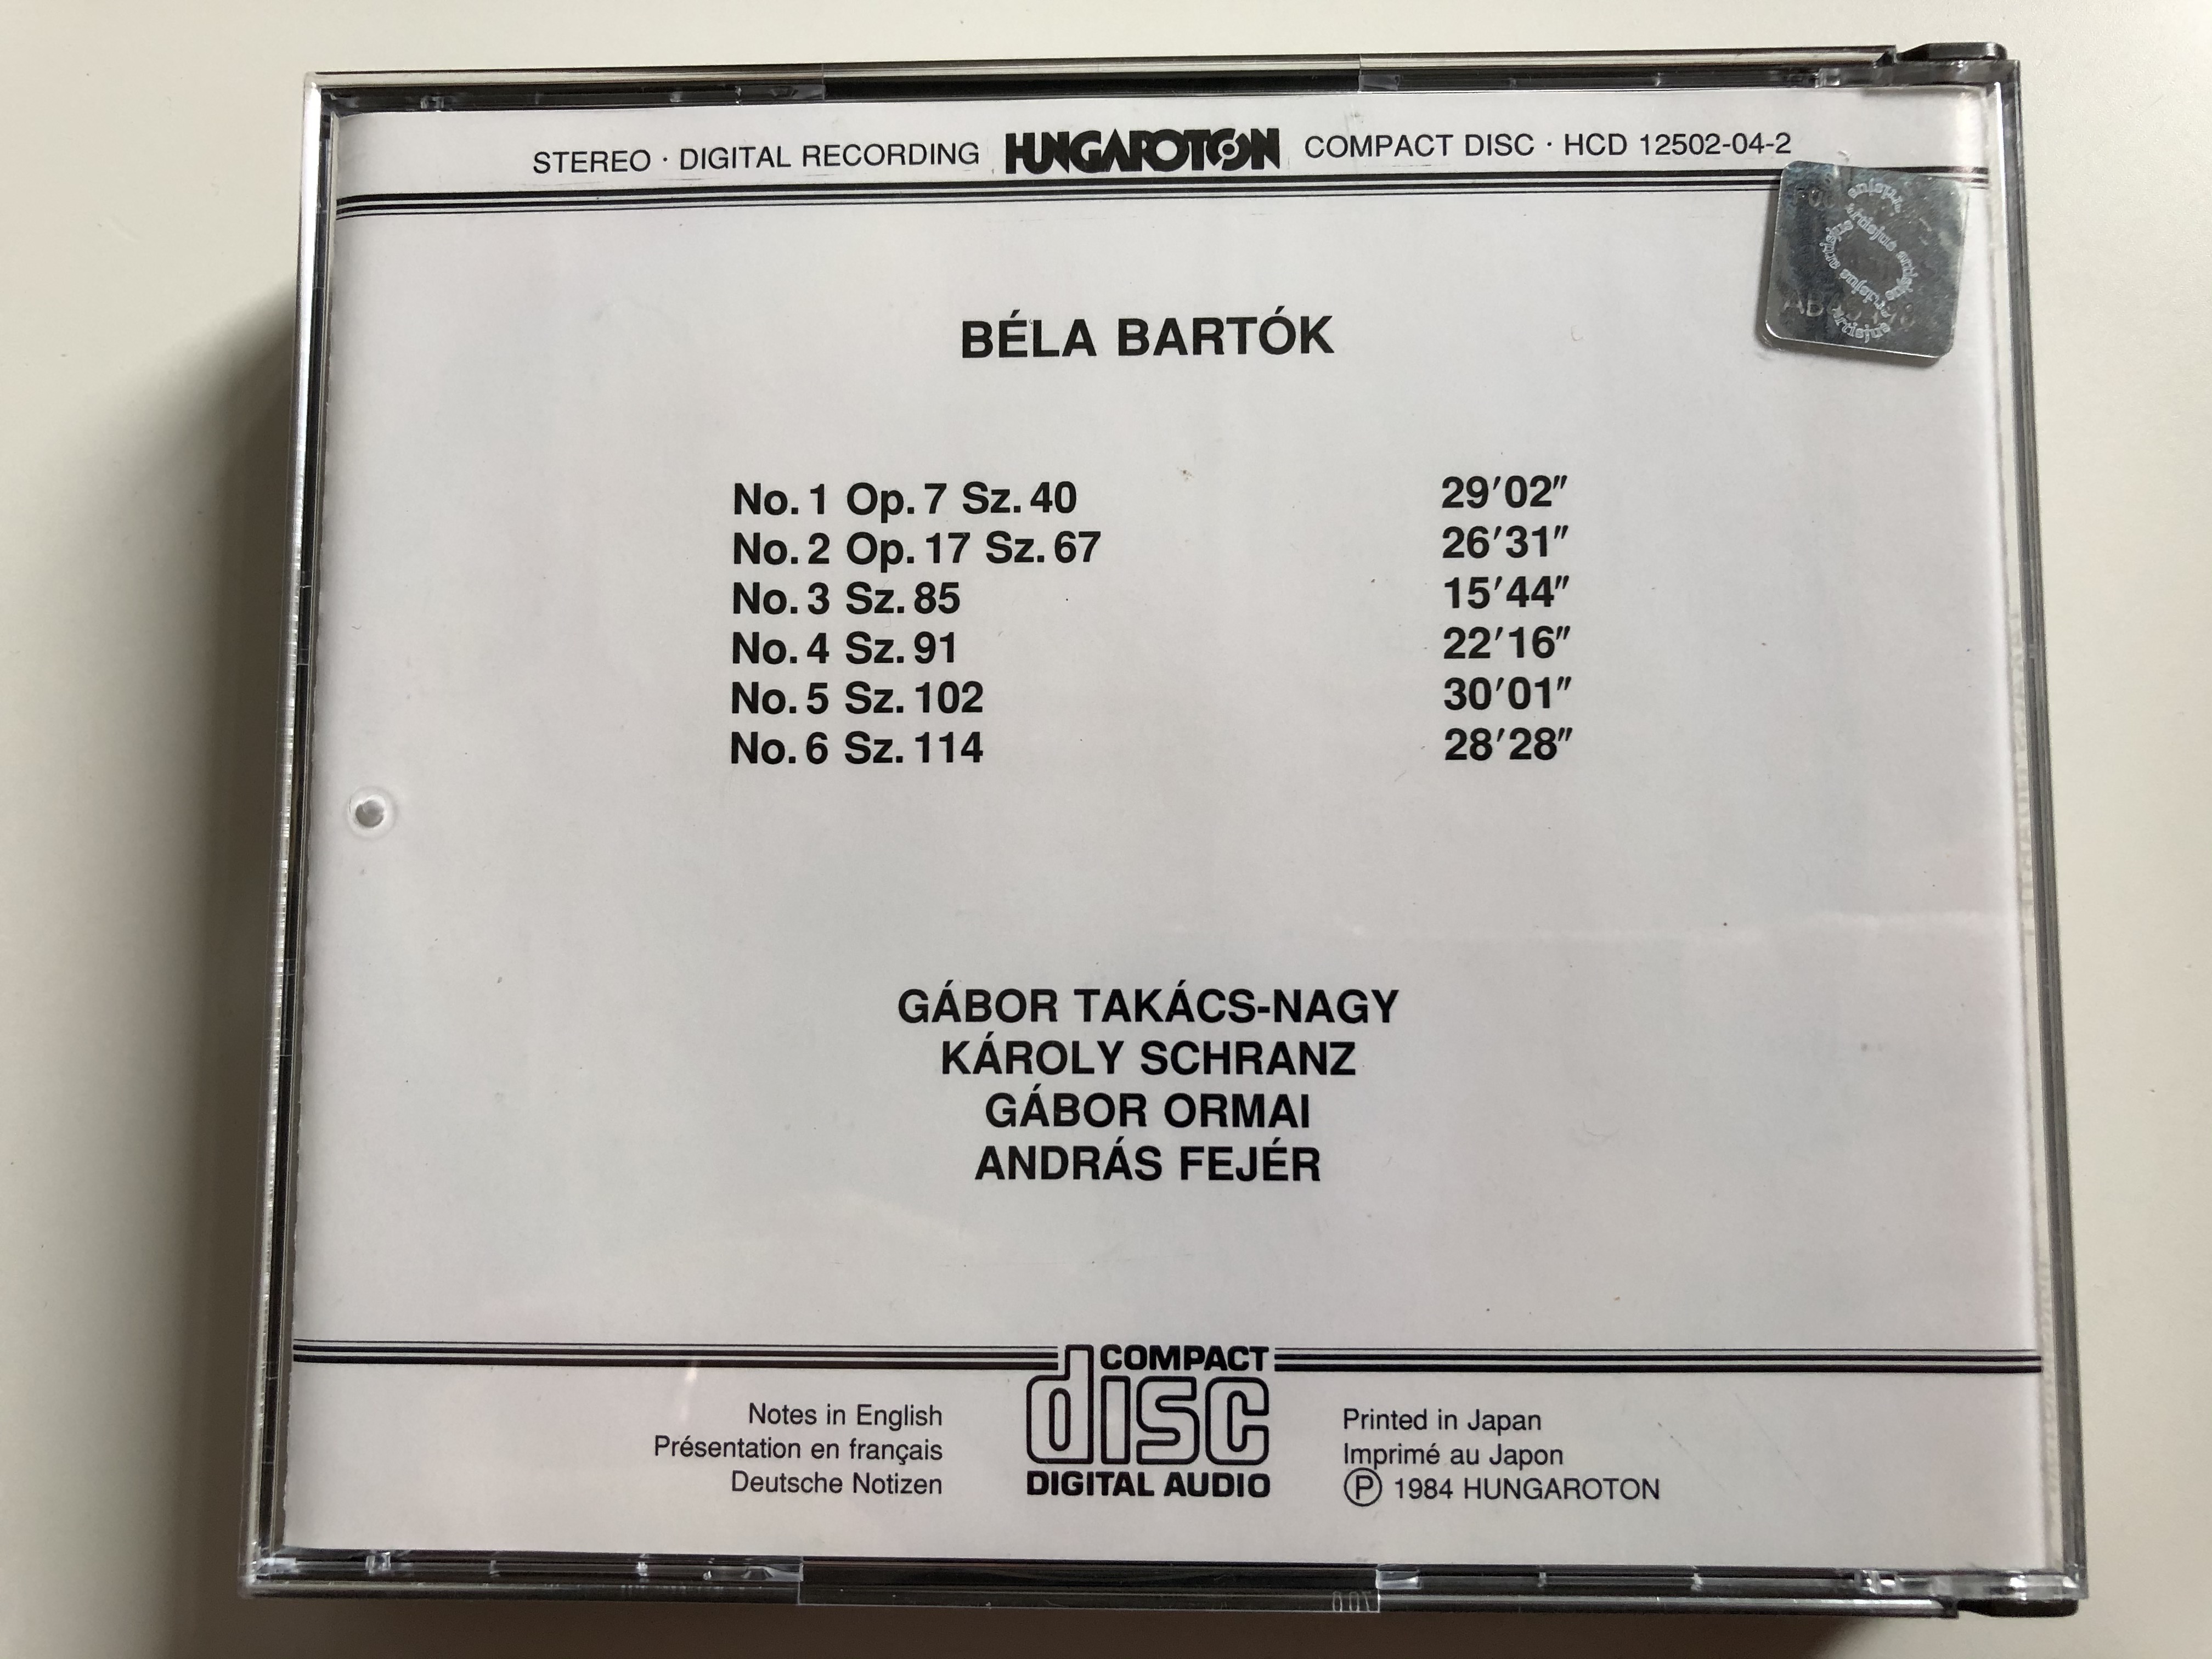 STEREO · DIGITAL RECORDING HUNGAROTON COMPACT DISC · HCD 12502-04-2
artisjus artisjus
BÉLA BARTÓK
No. 1 Op. 7 Sz. 40 29′02″
No. 2 Op. 17 Sz. 67 26′31″
No. 3 Sz. 85 15′44″
No. 4 Sz. 91 22′16″
No. 5 Sz. 102 30′01″
No. 6 Sz. 114 28′28″
GÁBOR TAKÁCS-NAGY
KÁROLY SCHRANZ
GÁBOR ORMAI
ANDRÁS FEJÉR
COMPACT
disc
DIGITAL AUDIO
Notes in English
Présentation en français
Deutsche Notizen
Printed in Japan
Imprimé au Japon
Ⓟ 1984 HUNGAROTON